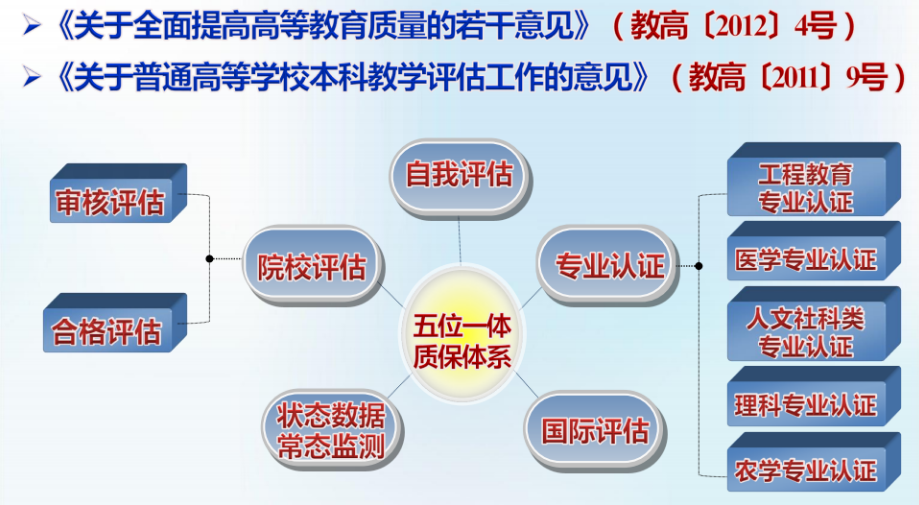 《关于全面提高高等教育质量的若干意见》（教高〔2012〕4号）
《关于普通高等学校本科教学评估工作的意见》（教高〔2011〕9号）
自我评估
审核评估
合格评估
院校评估
专业认证
工程教育
专业认证
医学专业认证
人文社科类
专业认证
理科专业认证
农学专业认证
五位一体
质保体系
状态数据
常态监测
国际评估